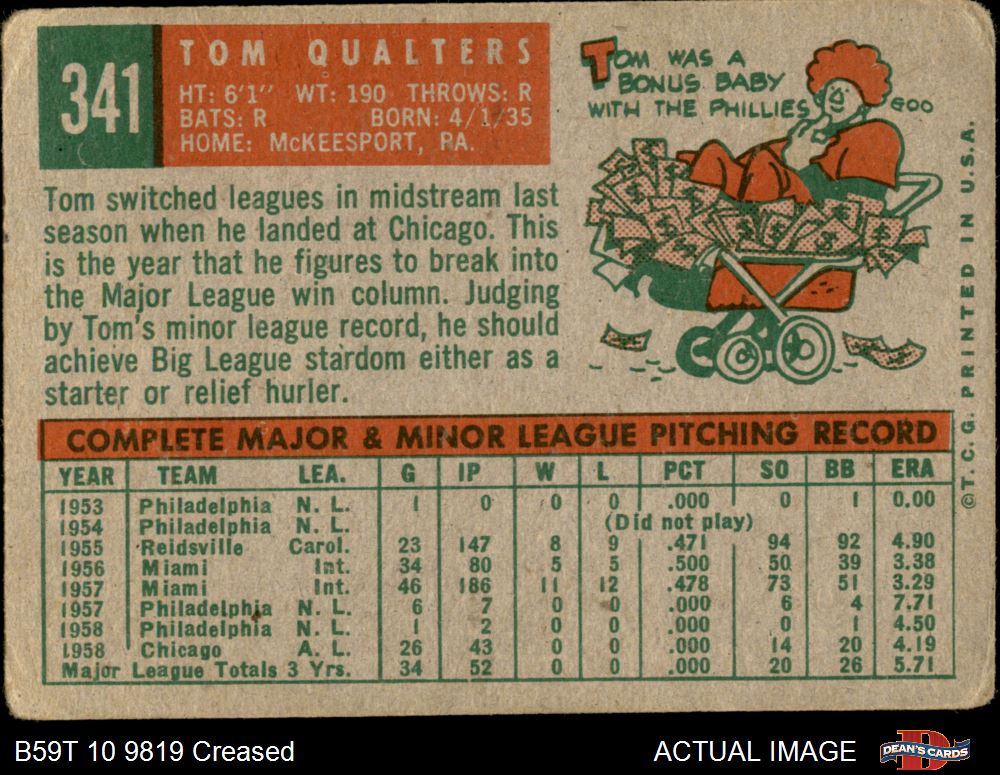 341
TOM QUALTERS
HT: 6'1" WT: 190 THROWS: R
BATS: R BORN: 4/1/35
HOME: McKEESPORT, PA.
TOM WAS A
BONUS BABY
WITH THE PHILLIES
GOO
Tom switched leagues in midstream last
season when he landed at Chicago. This
is the year that he figures to break into
the Major League win column. Judging
by Tom's minor league record, he should
achieve Big League stardom either as a
starter or relief hurler.
COMPLETE MAJOR & MINOR LEAGUE PITCHING RECORD
YEAR TEAM LEA. G IP W L PCT SO BB ERA
1953 Philadelphia N. L. 1 0 0 0 .000 0 1 0.00
1954 Philadelphia N. L. (Did not play)
1955 Reidsville Carol. 23 147 8 9 .471 94 92 4.90
1956 Miami Int. 34 80 5 5 .500 50 39 3.38
1957 Miami Int. 46 186 11 12 .478 73 51 3.29
1957 Philadelphia N. L. 6 7 0 0 .000 6 4 7.71
1958 Philadelphia N. L. 1 2 0 0 .000 0 1 4.50
1958 Chicago A. L. 26 43 0 0 .000 14 20 4.19
Major League Totals 3 Yrs. 34 52 0 0 .000 20 26 5.71
©T. C. G. PRINTED IN U.S.A.
B59T 10 9819 Creased
ACTUAL IMAGE
D
DEAN'S CARDS